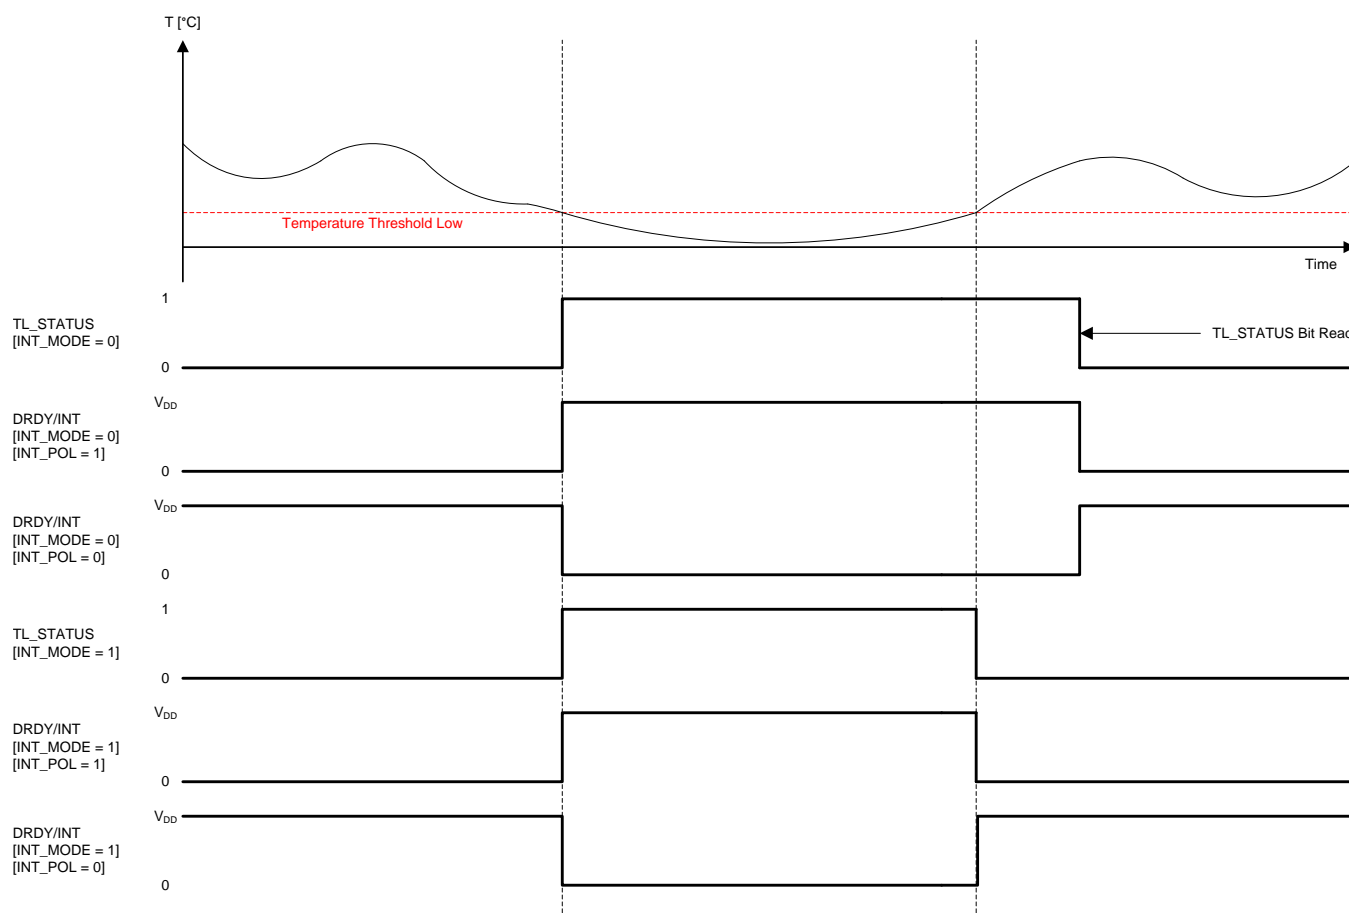 T [°C]
Temperature Threshold Low
Time
1
TL_STATUS
[INT_MODE = 0]
TL_STATUS Bit Read
0
VDD
DRDY/INT
[INT_MODE = 0]
[INT_POL = 1]
0
VDD
DRDY/INT
[INT_MODE = 0]
[INT_POL = 0]
0
1
TL_STATUS
[INT_MODE = 1]
0
VDD
DRDY/INT
[INT_MODE = 1]
[INT_POL = 1]
0
VDD
DRDY/INT
[INT_MODE = 1]
[INT_POL = 0]
0